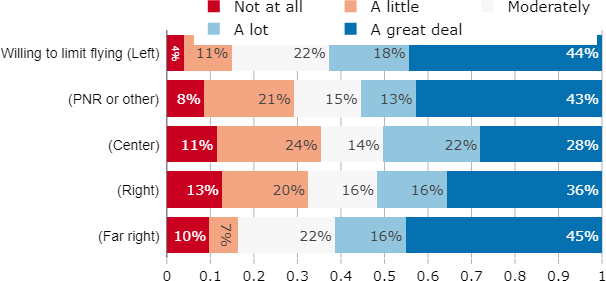 Not at all A little Moderately
A lot A great deal
Willing to limit flying (Left) 4% 11% 22% 18% 44%
(PNR or other) 8% 21% 15% 13% 43%
(Center) 11% 24% 14% 22% 28%
(Right) 13% 20% 16% 16% 36%
(Far right) 10% 7% 22% 16% 45%
0 0.1 0.2 0.3 0.4 0.5 0.6 0.7 0.8 0.9 1